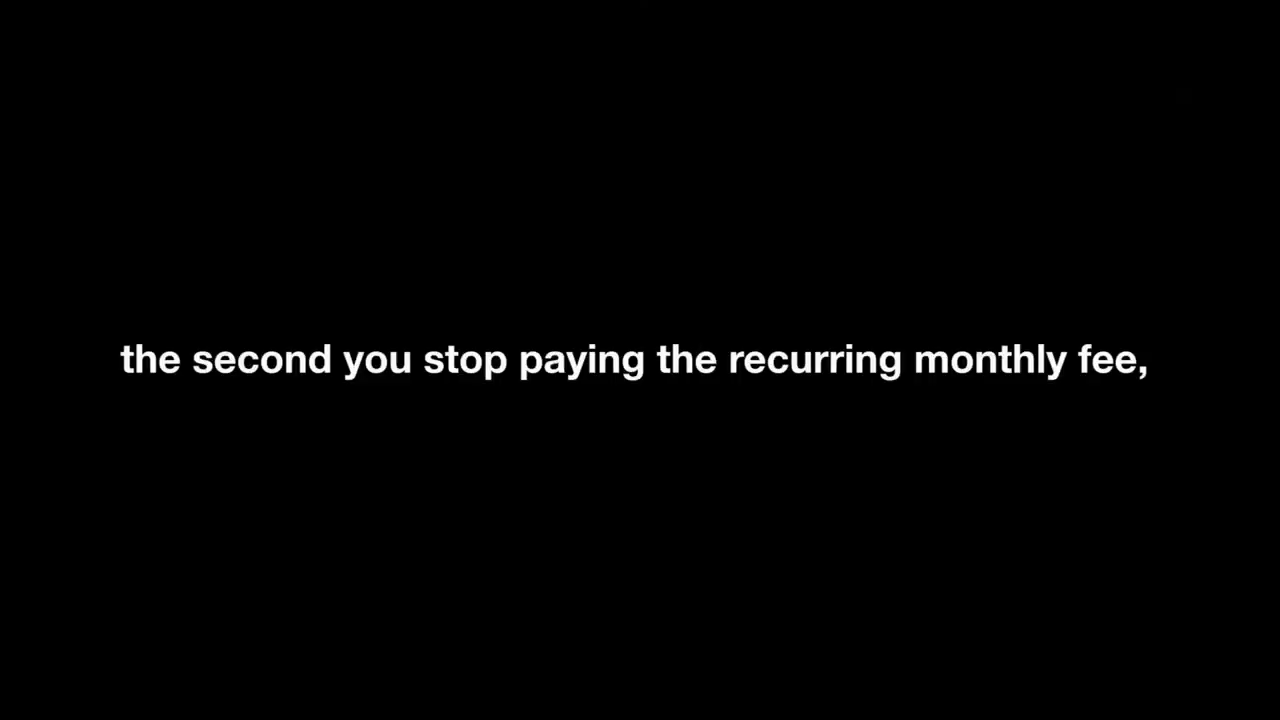 the second you stop paying the recurring monthly fee,